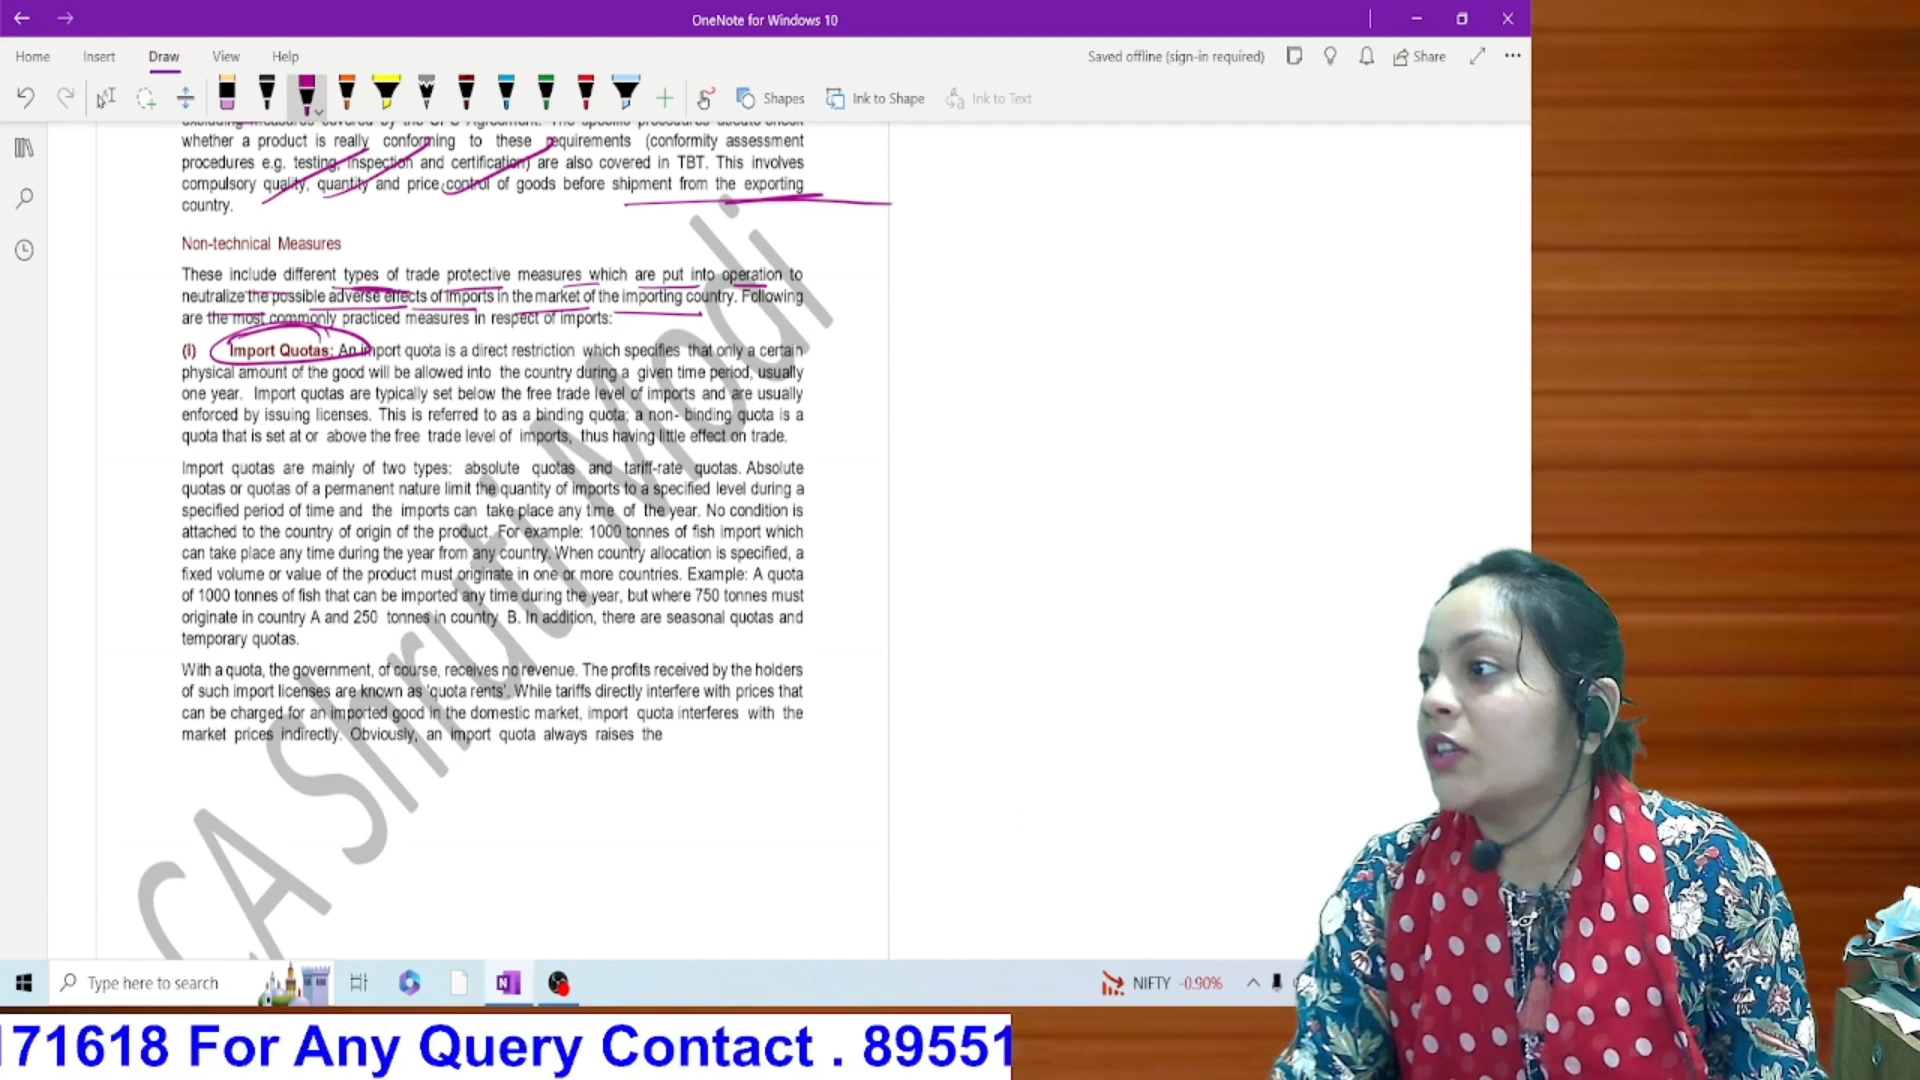 OneNote for Windows 10
Home Insert Draw View Help
Saved offline (sign-in required) Share
Shapes Ink to Shape Ink to Text
whether a product is really conforming to these requirements (conformity assessment
procedures e.g. testing, inspection and certification) are also covered in TBT. This involves
compulsory quality, quantity and price control of goods before shipment from the exporting
country.
Non-technical Measures
These include different types of trade protective measures which are put into operation to
neutralize the possible adverse effects of imports in the market of the importing country. Following
are the most commonly practiced measures in respect of imports:
(i) Import Quotas: An import quota is a direct restriction which specifies that only a certain
physical amount of the good will be allowed into the country during a given time period, usually
one year. Import quotas are typically set below the free trade level of imports and are usually
enforced by issuing licenses. This is referred to as a binding quota; a non- binding quota is a
quota that is set at or above the free trade level of imports, thus having little effect on trade.
Import quotas are mainly of two types: absolute quotas and tariff-rate quotas. Absolute
quotas or quotas of a permanent nature limit the quantity of imports to a specified level during a
specified period of time and the imports can take place any time of the year. No condition is
attached to the country of origin of the product. For example: 1000 tonnes of fish import which
can take place any time during the year from any country. When country allocation is specified, a
fixed volume or value of the product must originate in one or more countries. Example: A quota
of 1000 tonnes of fish that can be imported any time during the year, but where 750 tonnes must
originate in country A and 250 tonnes in country B. In addition, there are seasonal quotas and
temporary quotas.
With a quota, the government, of course, receives no revenue. The profits received by the holders
of such import licenses are known as 'quota rents'. While tariffs directly interfere with prices that
can be charged for an imported good in the domestic market, import quota interferes with the
market prices indirectly. Obviously, an import quota always raises the
CA Shruti Modi
Type here to search
NIFTY -0.90%
171618 For Any Query Contact . 89551